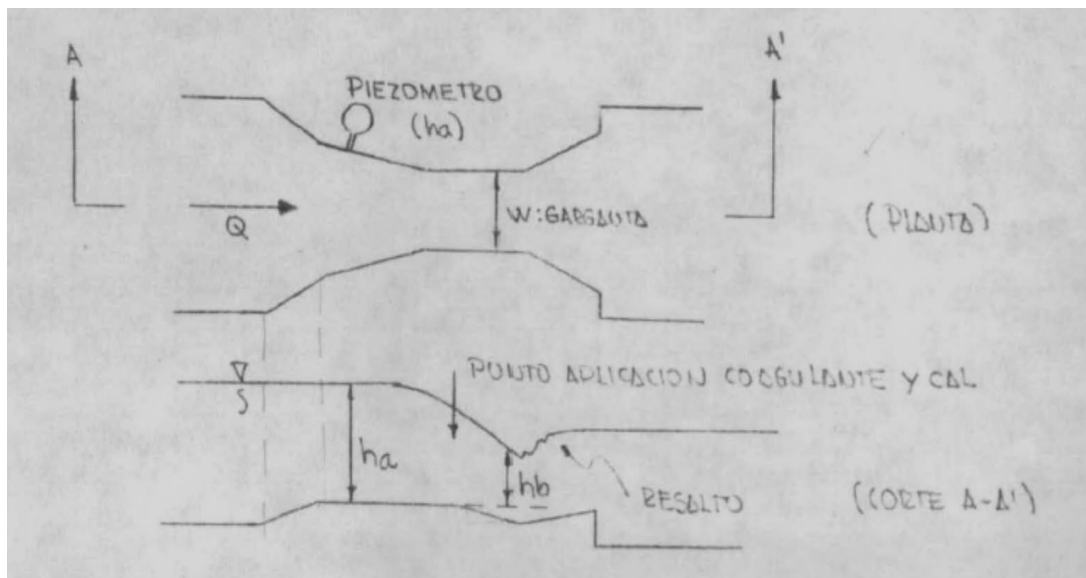 A
A'
PIEZOMETRO
(ha)
Q
W:GARGANTA
(PLANTA)
PUNTO APLICACION COAGULANTE y CAL
ha
hb
RESALTO
(CORTE A-A')